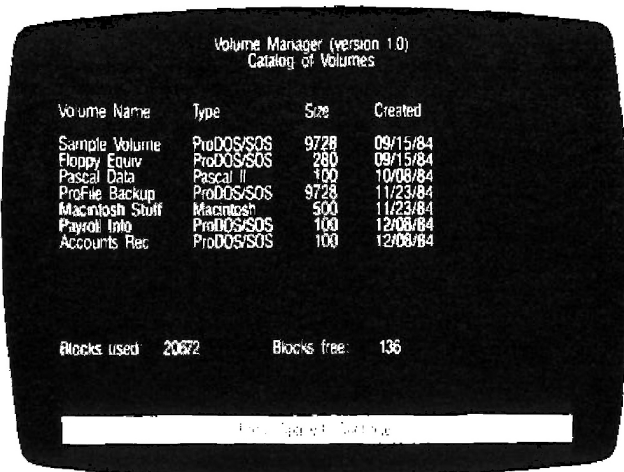 Volume Manager (version 1.0)
Catalog of Volumes
Volume Name Type Size Created
Sample Volume ProDOS/SOS 9728 09/15/84
Floppy Equiv ProDOS/SOS 280 09/15/84
Pascal Data Pascal II 100 10/08/84
ProFile Backup ProDOS/SOS 9728 11/23/84
Macintosh Stuff Macintosh 500 11/23/84
Payroll Info ProDOS/SOS 100 12/08/84
Accounts Rec ProDOS/SOS 100 12/08/84
Blocks used: 20672 Blocks free: 136